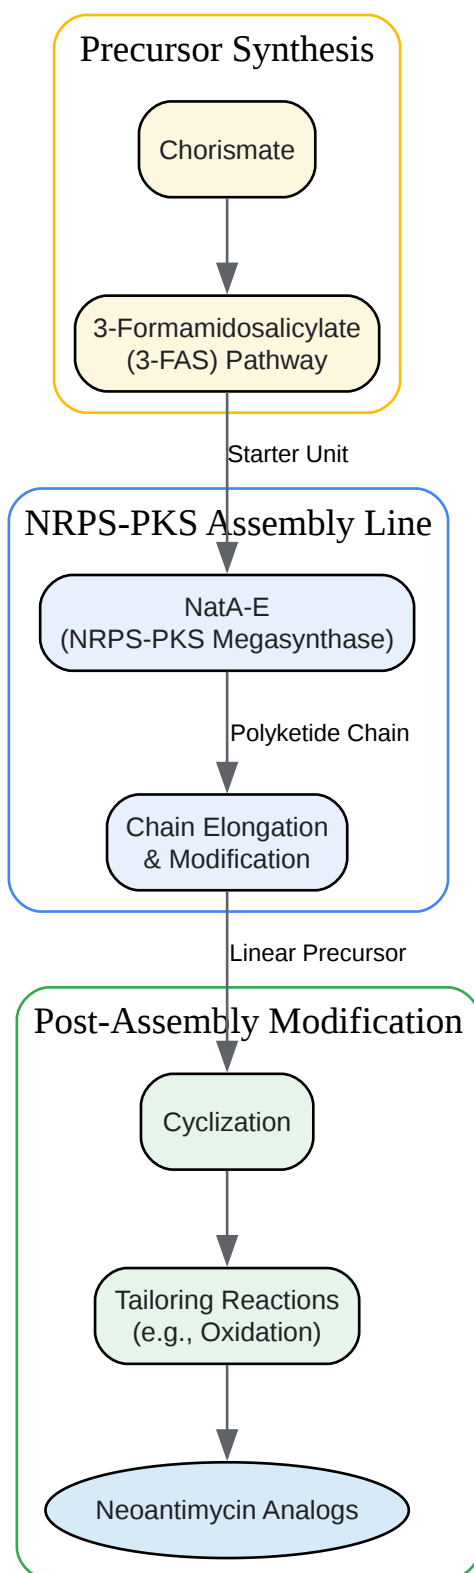 Precursor Synthesis
Chorismate
3-Formamidosalicylate
(3-FAS) Pathway
Starter Unit
NRPS-PKS Assembly Line
NatA-E
(NRPS-PKS Megasynthase)
Polyketide Chain
Chain Elongation
& Modification
Linear Precursor
Post-Assembly Modification
Cyclization
Tailoring Reactions
(e.g., Oxidation)
Neoantimycin Analogs